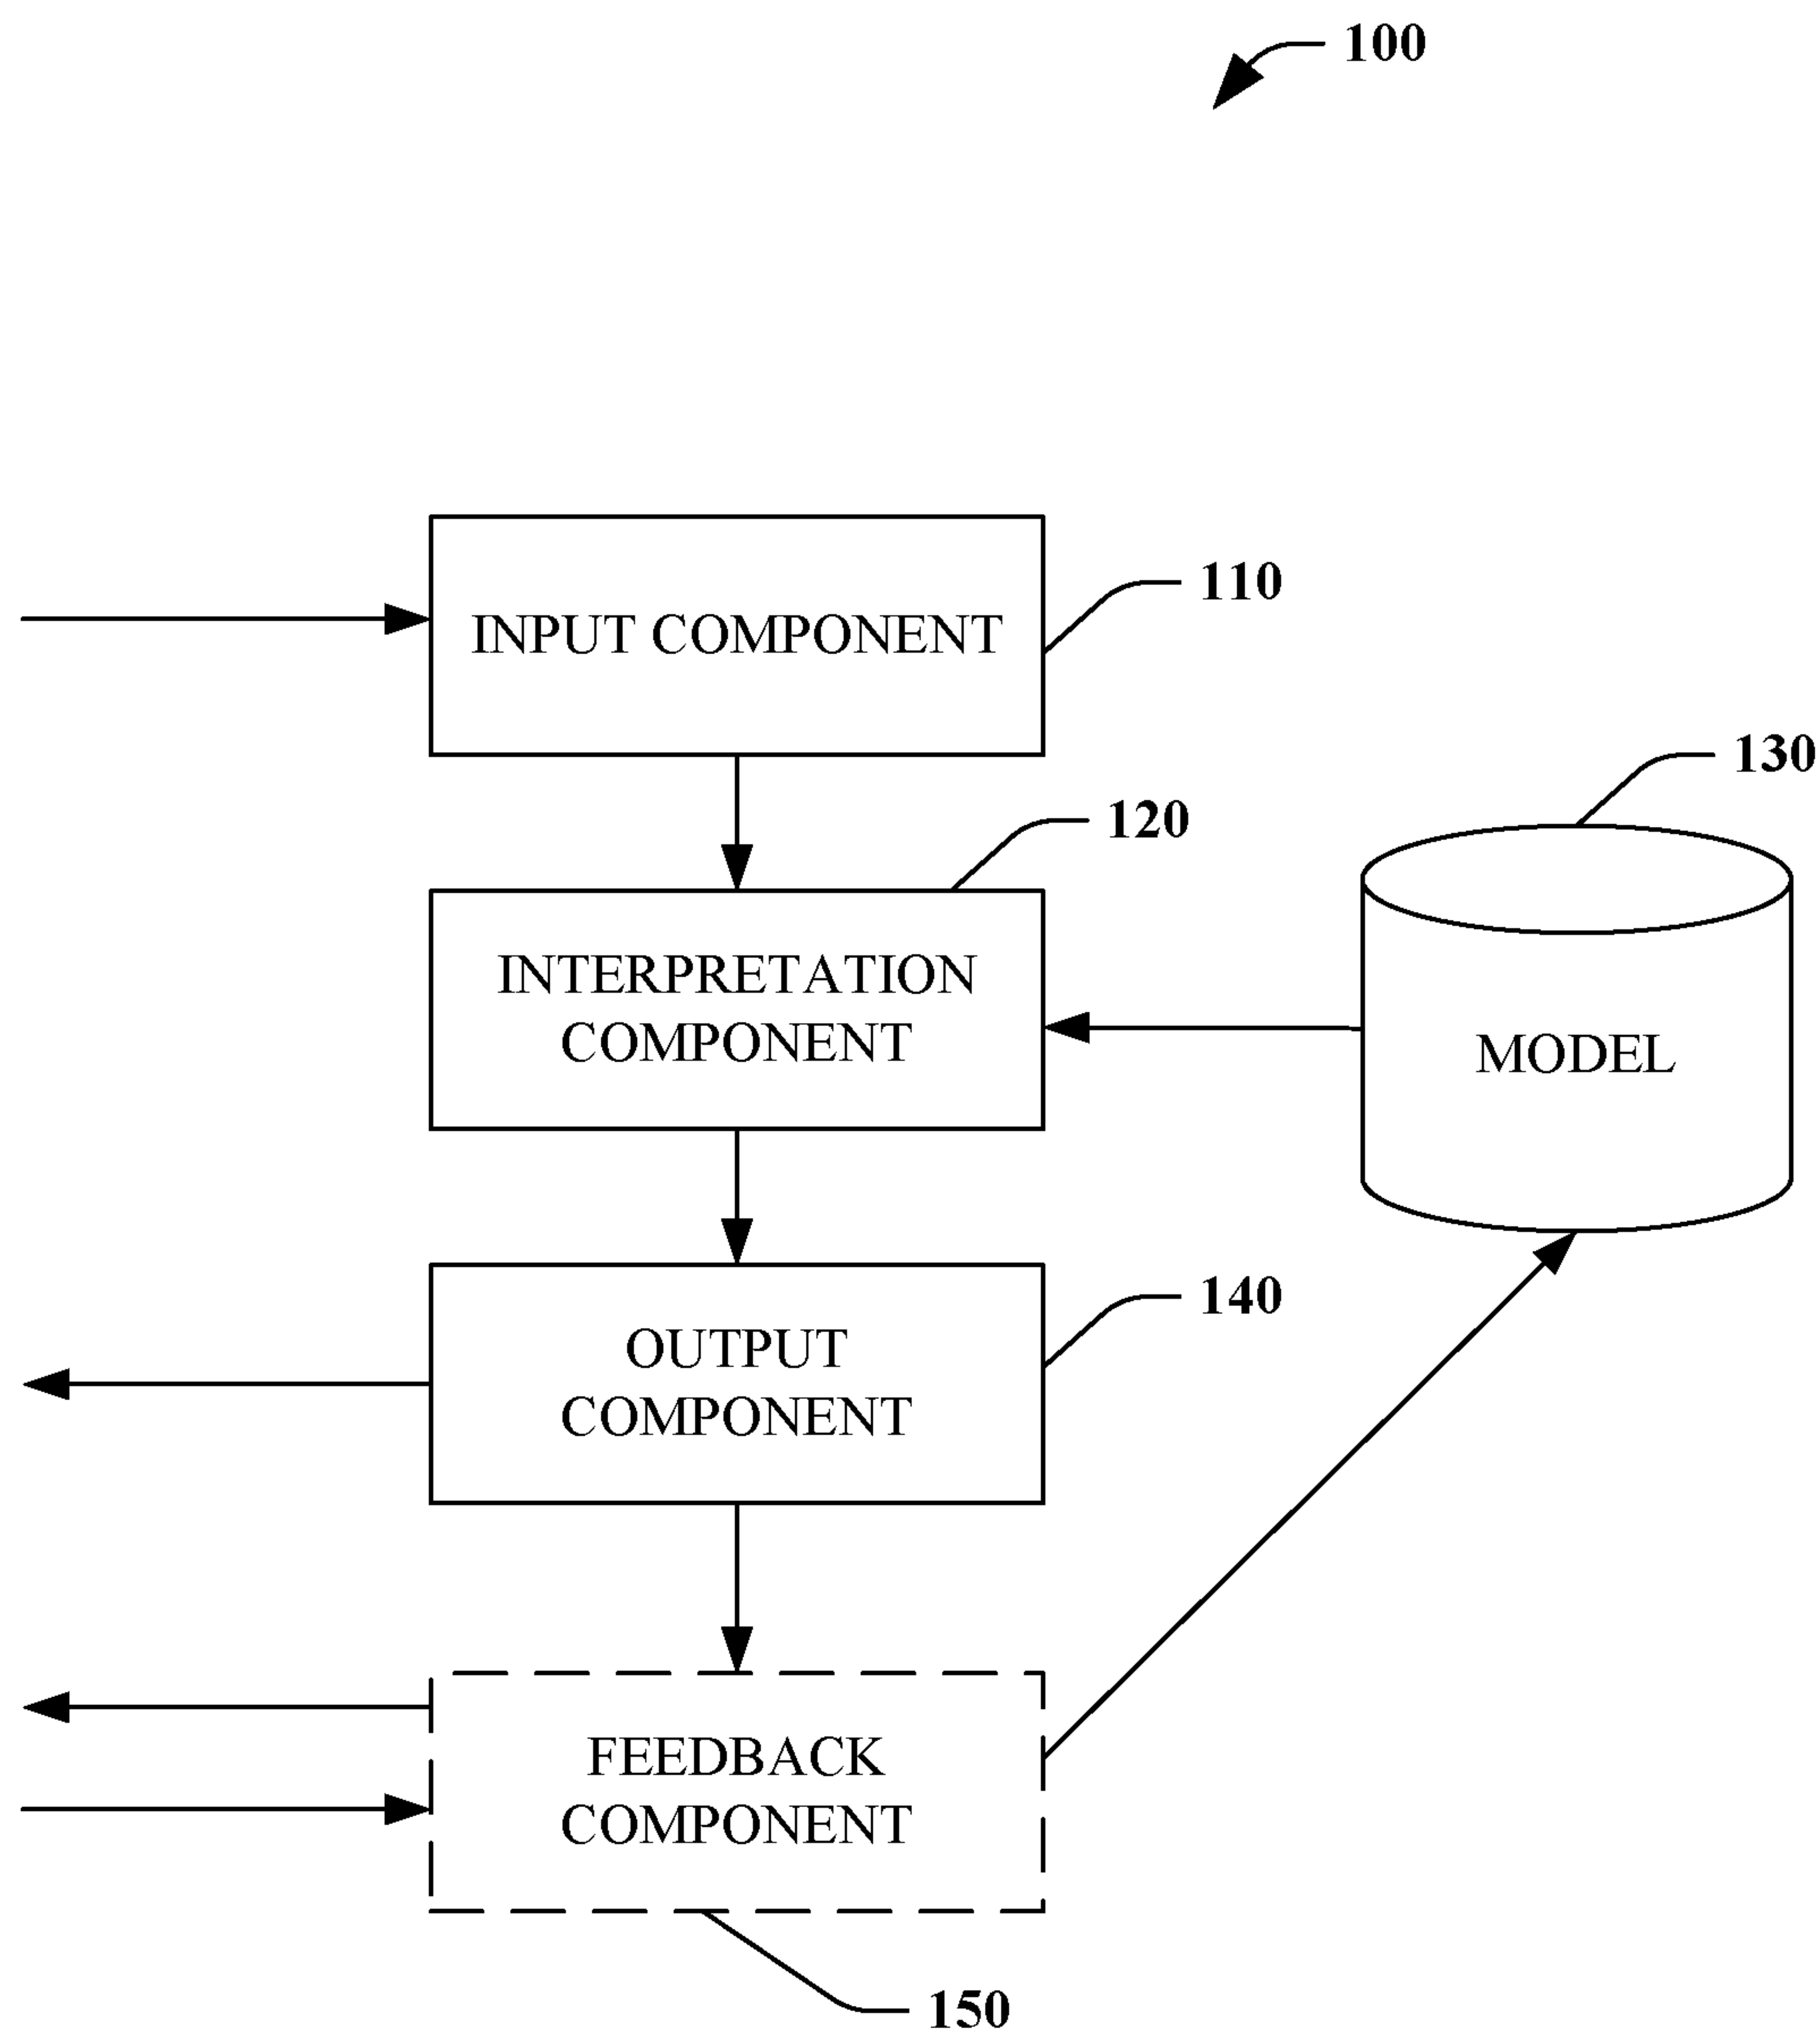 100
INPUT COMPONENT
110
130
120
INTERPRETATION
COMPONENT
MODEL
140
OUTPUT
COMPONENT
FEEDBACK
COMPONENT
150